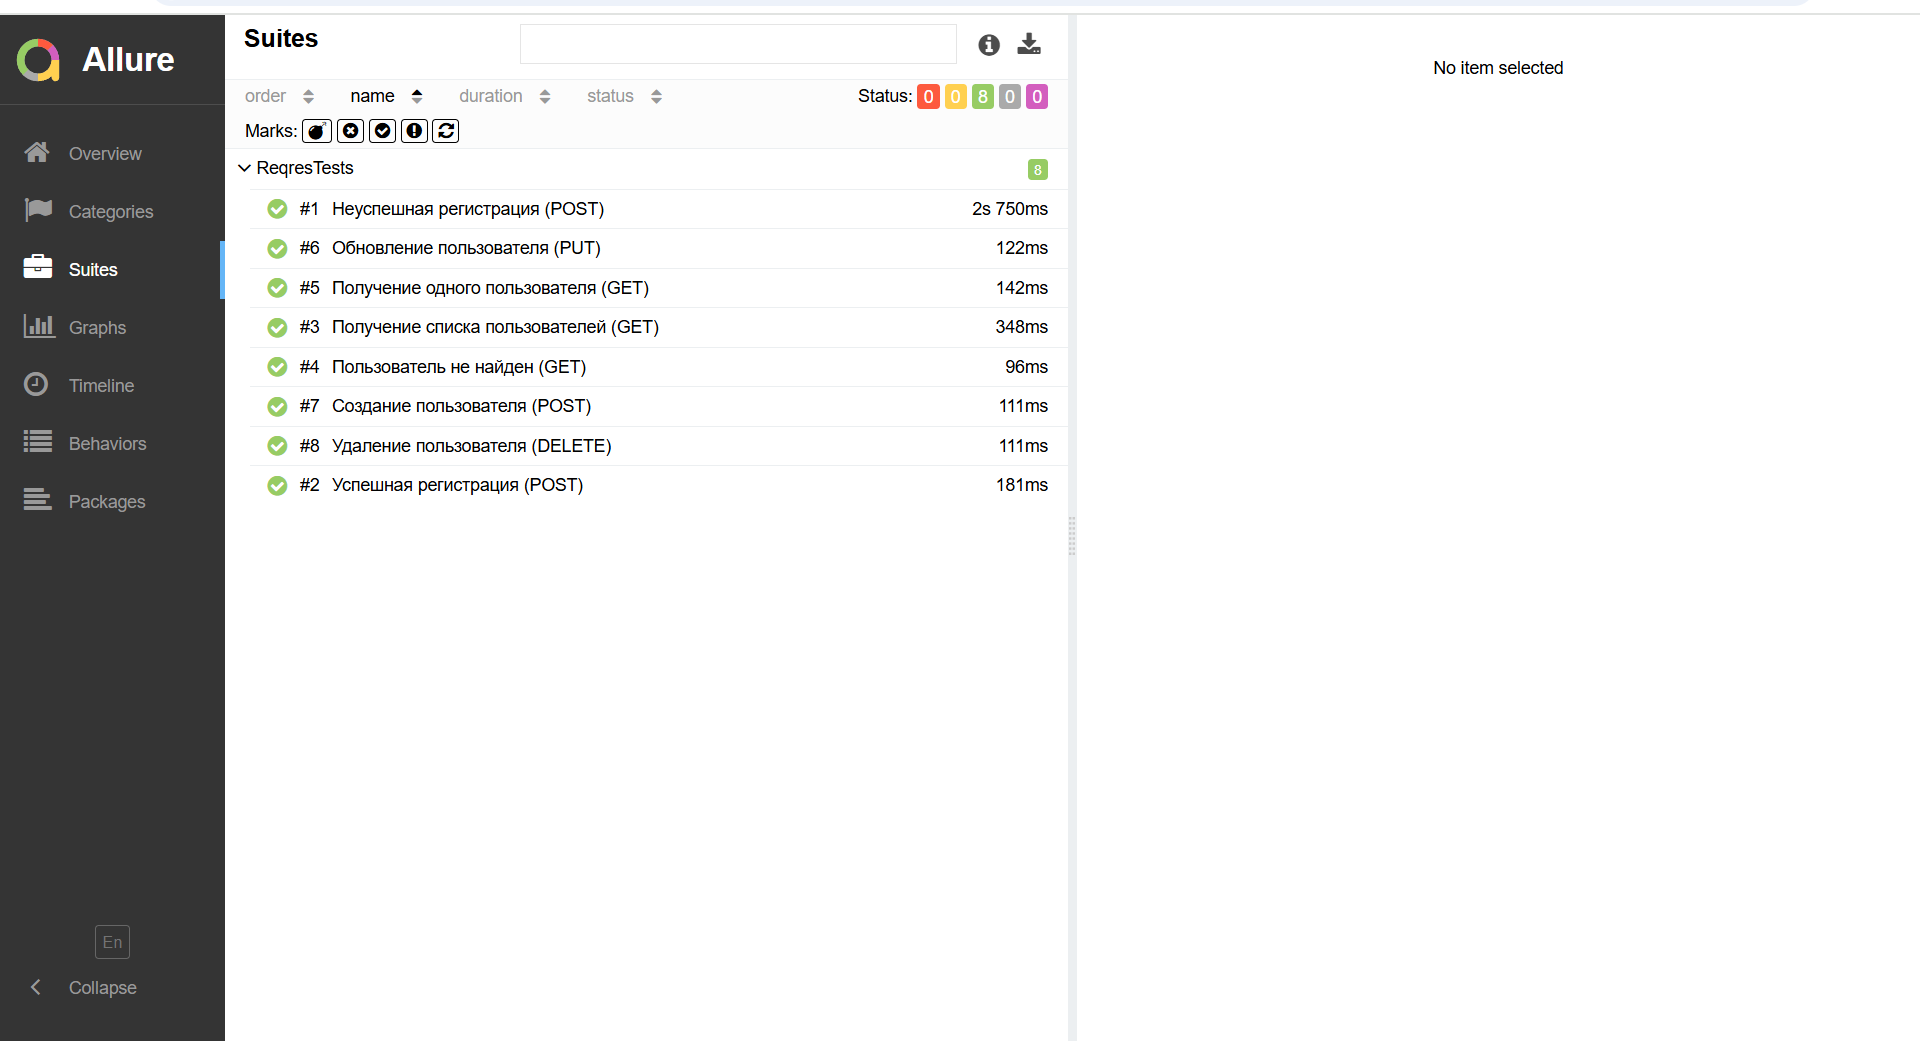 Allure
Overview
Categories
Suites
Graphs
Timeline
Behaviors
Packages
En
Collapse
Suites
order name duration status Status: 0 0 8 0 0
Marks:
ReqresTests 8
#1 Неуспешная регистрация (POST) 2s 750ms
#6 Обновление пользователя (PUT) 122ms
#5 Получение одного пользователя (GET) 142ms
#3 Получение списка пользователей (GET) 348ms
#4 Пользователь не найден (GET) 96ms
#7 Создание пользователя (POST) 111ms
#8 Удаление пользователя (DELETE) 111ms
#2 Успешная регистрация (POST) 181ms
No item selected